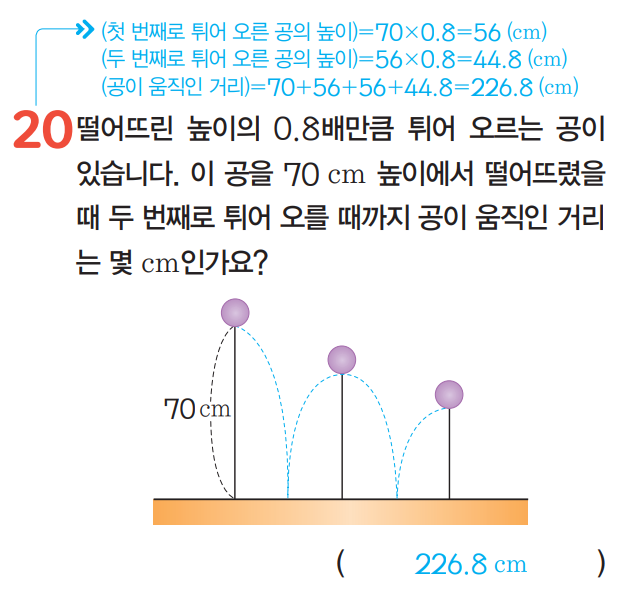 (첫 번째로 튀어 오른 공의 높이)=70×0.8=56 (cm)
(두 번째로 튀어 오른 공의 높이)=56×0.8=44.8 (cm)
(공이 움직인 거리)=70+56+56+44.8=226.8 (cm)
20 떨어뜨린 높이의 0.8배만큼 튀어 오르는 공이
있습니다. 이 공을 70 cm 높이에서 떨어뜨렸을
때 두 번째로 튀어 오를 때까지 공이 움직인 거리
는 몇 cm인가요?
70 cm
( 226.8 cm )